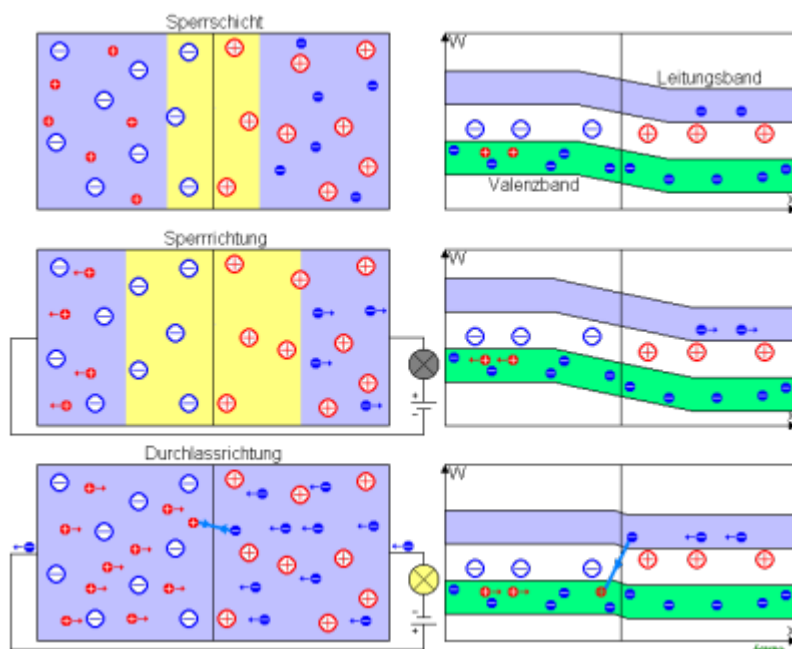 Sperrschicht
W
Leitungsband
Valenzband
x
Sperrrichtung
+
-
W
x
Durchlassrichtung
-
+
W
x